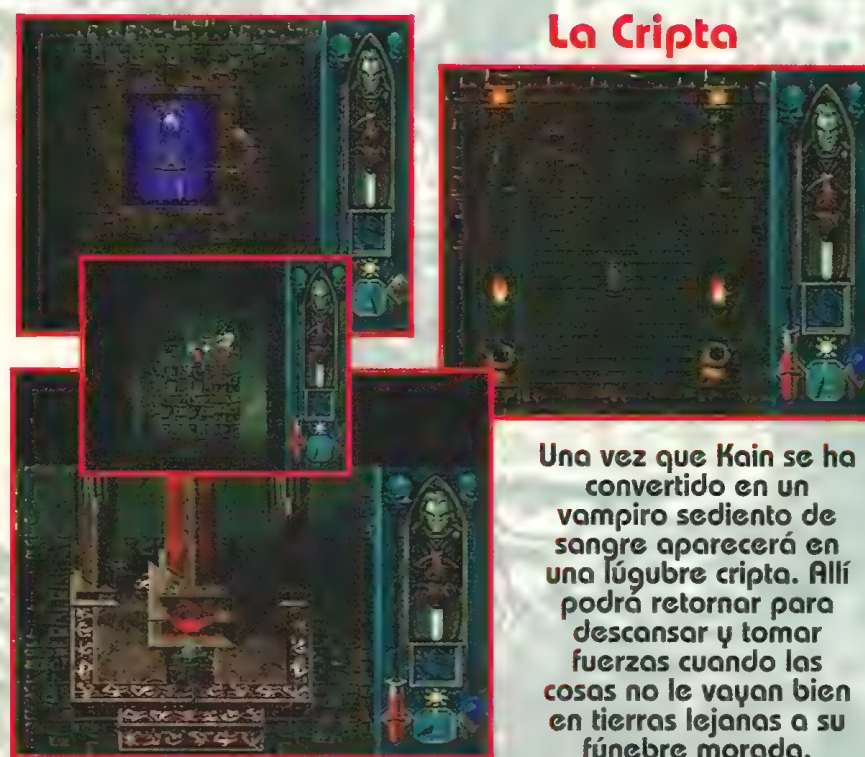 La Cripta
Una vez que Kain se ha
convertido en un
vampiro sediento de
sangre aparecerá en
una lúgubre cripta. Allí
podrá retornar para
descansar y tomar
fuerzas cuando las
cosas no le vayan bien
en tierras lejanas a su
fúnebre morada.